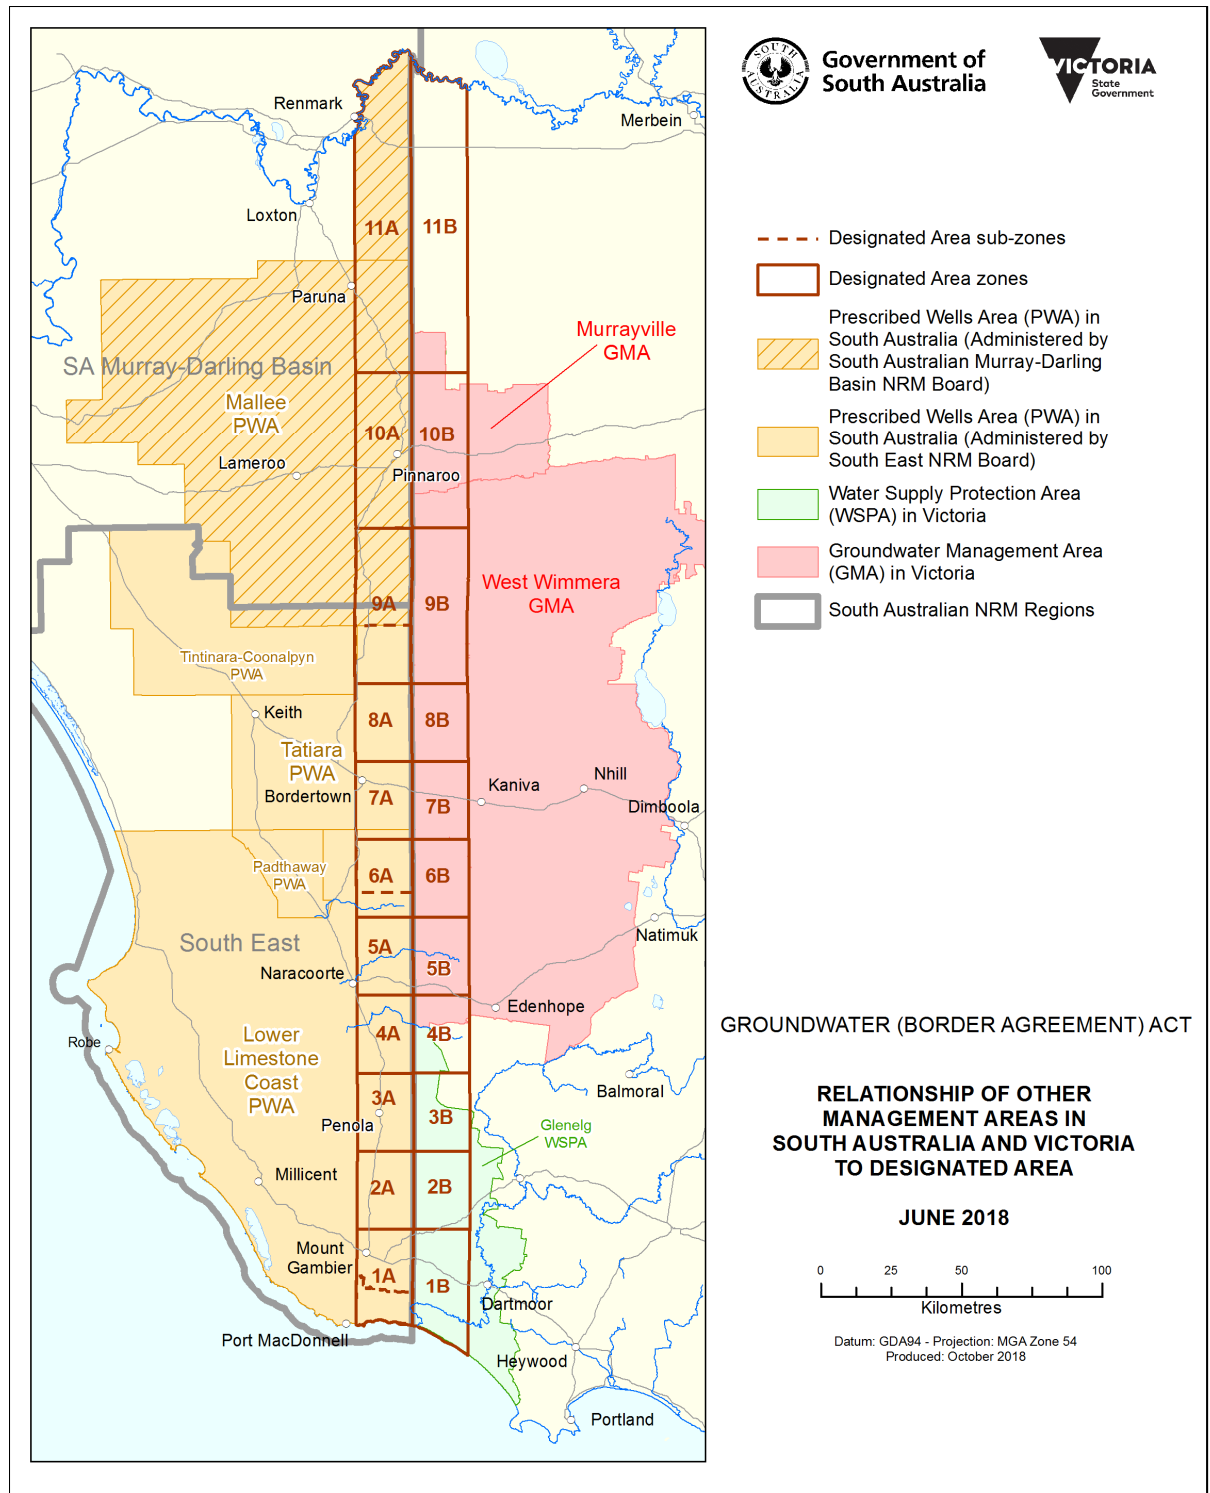 SOUTH AUSTRALIA
Government of
South Australia
VICTORIA
State
Government
Renmark
Merbein
Loxton
11A
11B
Paruna
Murrayville
GMA
SA Murray-Darling Basin
Mallee
PWA
10A
10B
Lameroo
Pinnaroo
West Wimmera
GMA
9A
9B
Tintinara-Coonalpyn
PWA
Keith
8A
8B
Tatiara
PWA
Bordertown
7A
7B
Kaniva
Nhill
Dimboola
Padthaway
PWA
6A
6B
South East
5A
5B
Natimuk
Naracoorte
Edenhope
Lower
Limestone
Coast
PWA
4A
4B
Robe
Balmoral
3A
3B
Penola
Glenelg
WSPA
Millicent
2A
2B
Mount
Gambier
1A
1B
Dartmoor
Port MacDonnell
Heywood
Portland
Designated Area sub-zones
Designated Area zones
Prescribed Wells Area (PWA) in
South Australia (Administered by
South Australian Murray-Darling
Basin NRM Board)
Prescribed Wells Area (PWA) in
South Australia (Administered by
South East NRM Board)
Water Supply Protection Area
(WSPA) in Victoria
Groundwater Management Area
(GMA) in Victoria
South Australian NRM Regions
GROUNDWATER (BORDER AGREEMENT) ACT
RELATIONSHIP OF OTHER
MANAGEMENT AREAS IN
SOUTH AUSTRALIA AND VICTORIA
TO DESIGNATED AREA
JUNE 2018
0 25 50 100
Kilometres
Datum: GDA94 - Projection: MGA Zone 54
Produced: October 2018